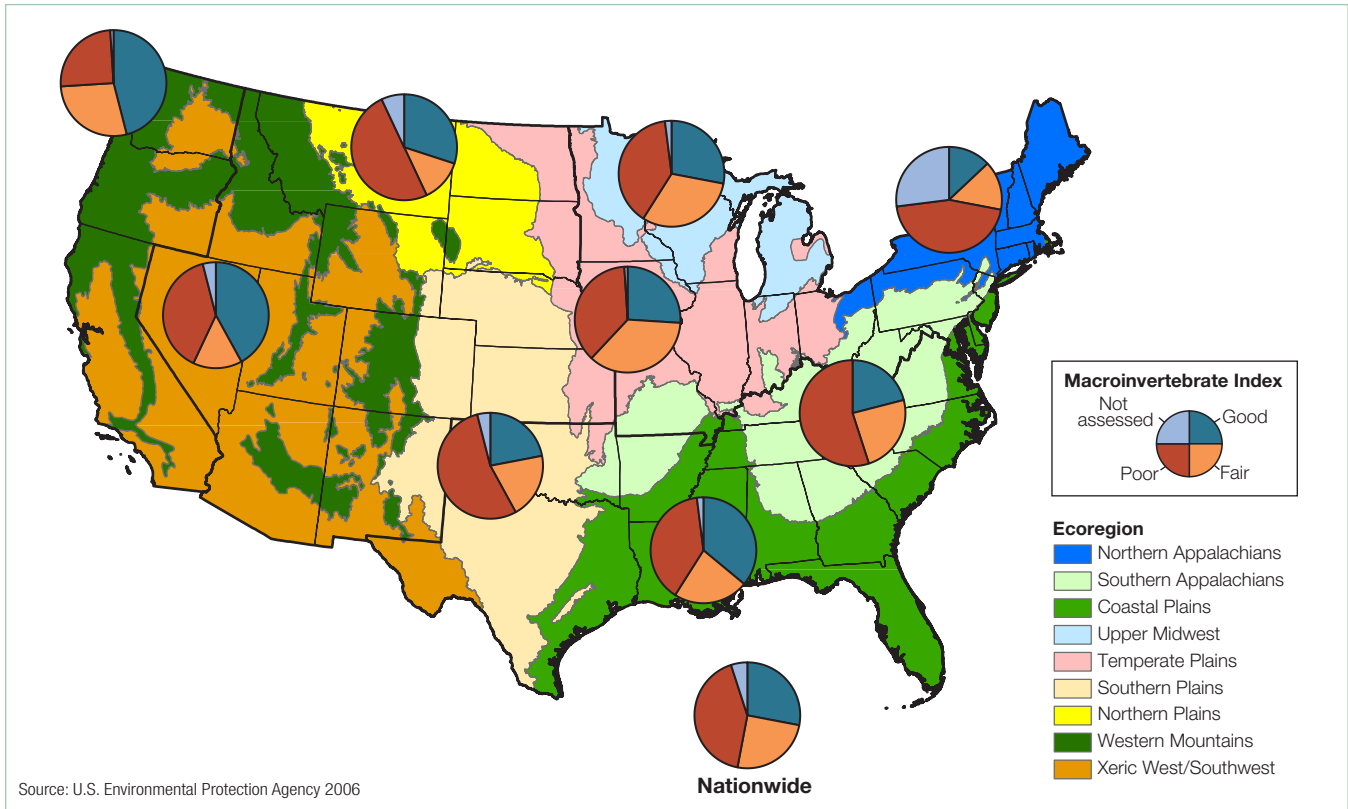 Macroinvertebrate Index
Not
assessed
Good
Poor
Fair
Ecoregion
Northern Appalachians
Southern Appalachians
Coastal Plains
Upper Midwest
Temperate Plains
Southern Plains
Northern Plains
Western Mountains
Xeric West/Southwest
Nationwide
Source: U.S. Environmental Protection Agency 2006